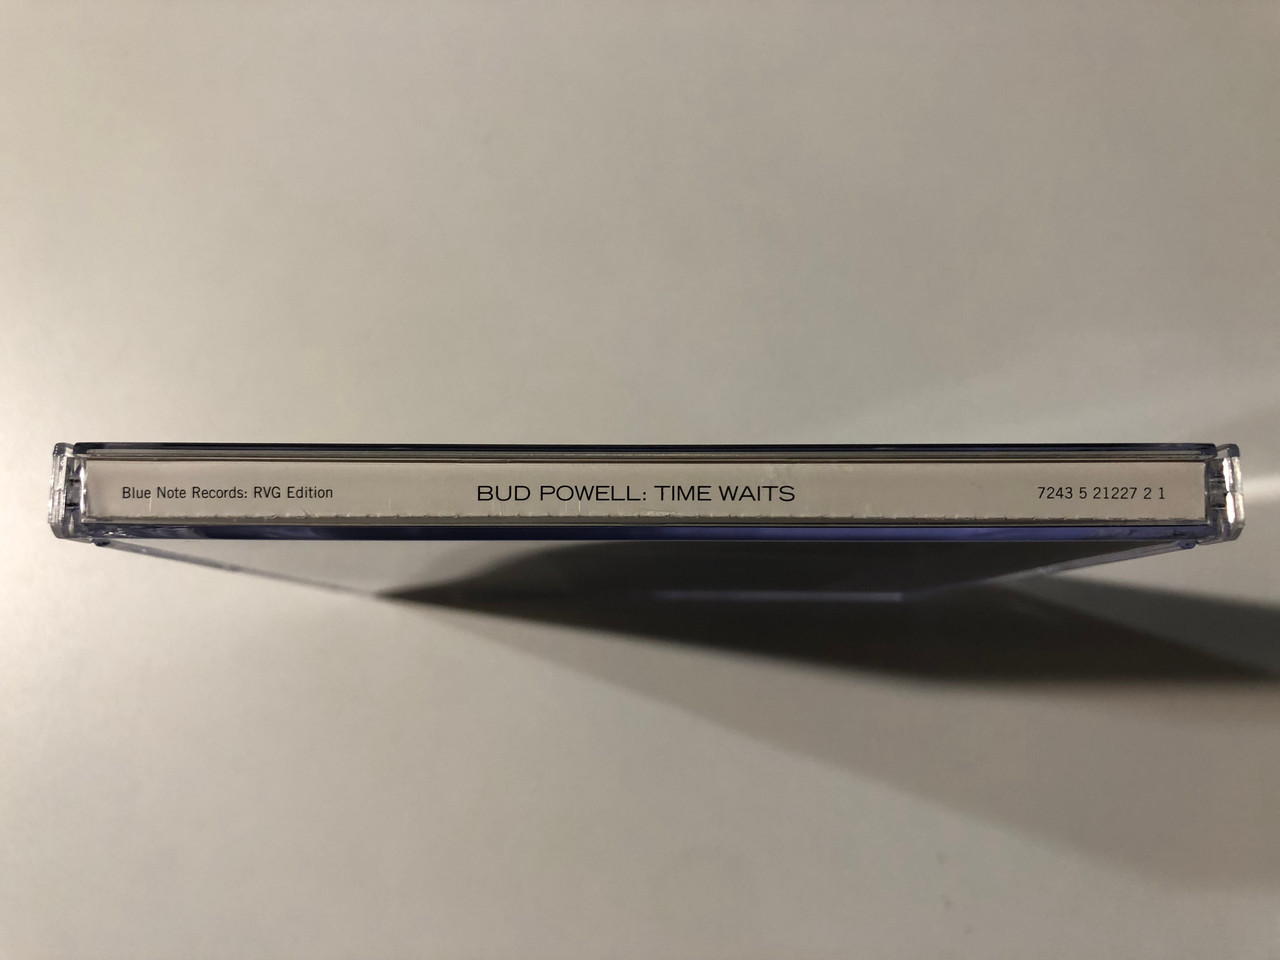 Blue Note Records: RVG Edition BUD POWELL: TIME WAITS 7243 5 21227 2 1